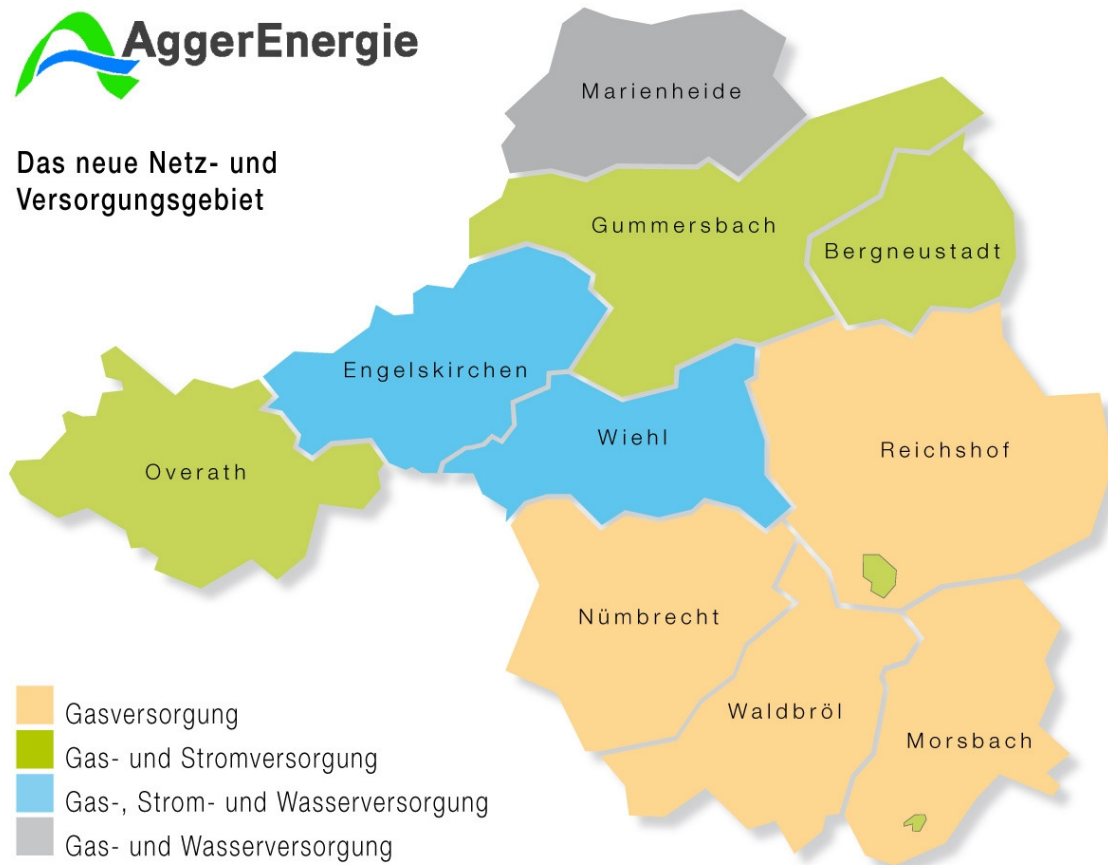 AggerEnergie
Das neue Netz- und
Versorgungsgebiet
Marienheide
Gummersbach
Bergneustadt
Engelskirchen
Wiehl
Reichshof
Overath
Nümbrecht
Waldbröl
Morsbach
Gasversorgung
Gas- und Stromversorgung
Gas-, Strom- und Wasserversorgung
Gas- und Wasserversorgung